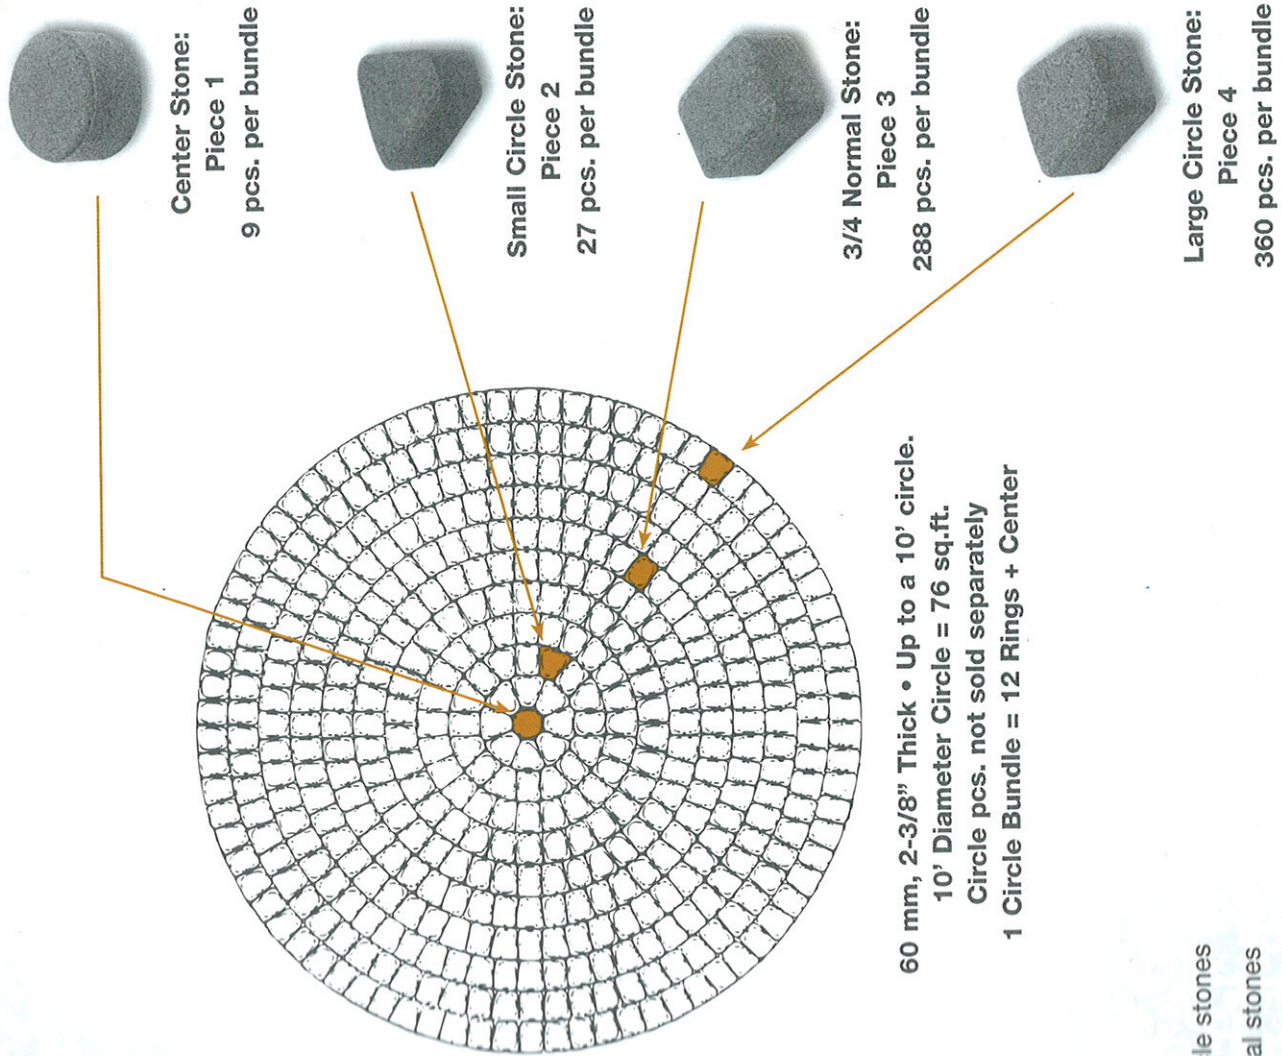 Center Stone:
Piece 1
9 pcs. per bundle
Small Circle Stone:
Piece 2
27 pcs. per bundle
3/4 Normal Stone:
Piece 3
288 pcs. per bundle
Large Circle Stone:
Piece 4
360 pcs. per bundle
60 mm, 2-3/8” Thick • Up to a 10’ circle.
10’ Diameter Circle = 76 sq.ft.
Circle pcs. not sold separately
1 Circle Bundle = 12 Rings + Center
stones
stones